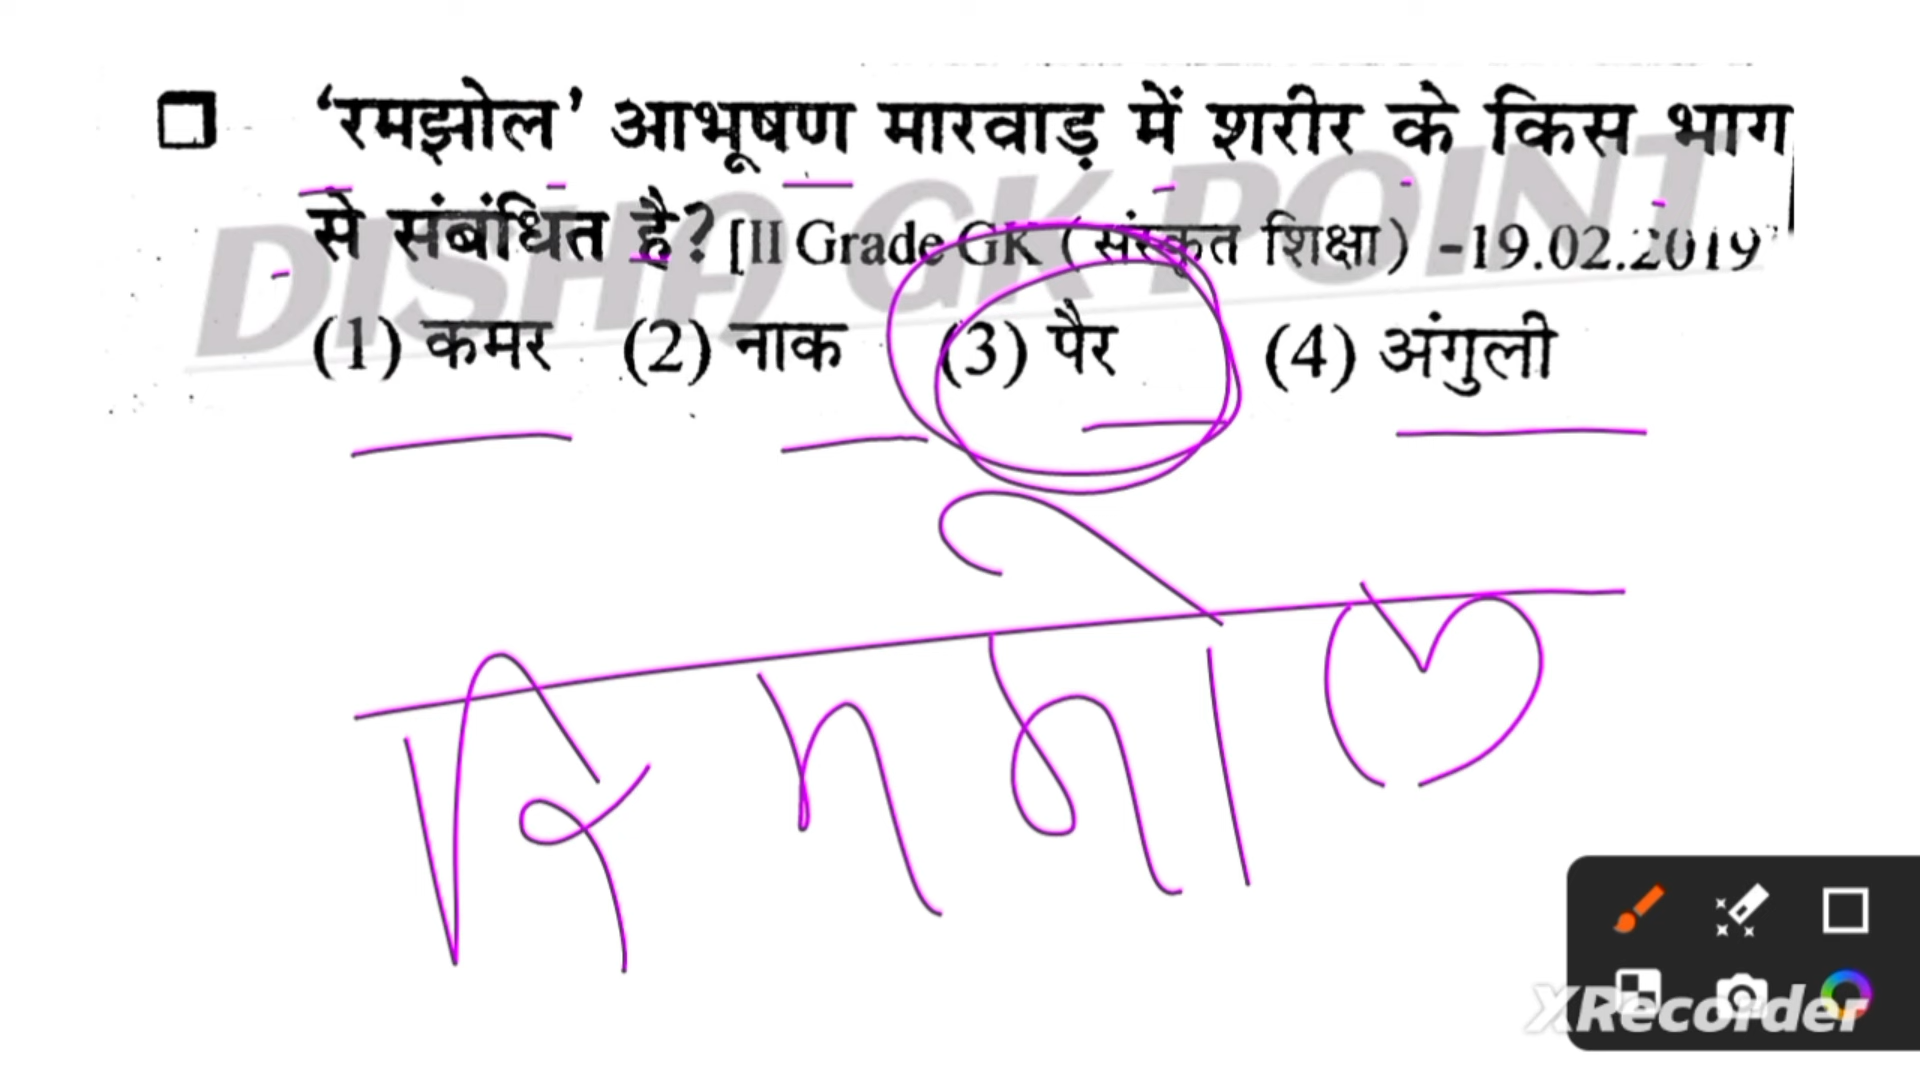 'रमझोल' आभूषण मारवाड़ में शरीर के किस भाग
से संबंधित है? [II Grade GK (संस्कृत शिक्षा) -19.02.2019
DISHA GK POINT
(1) कमर (2) नाक (3) पैर (4) अंगुली
XRecorder